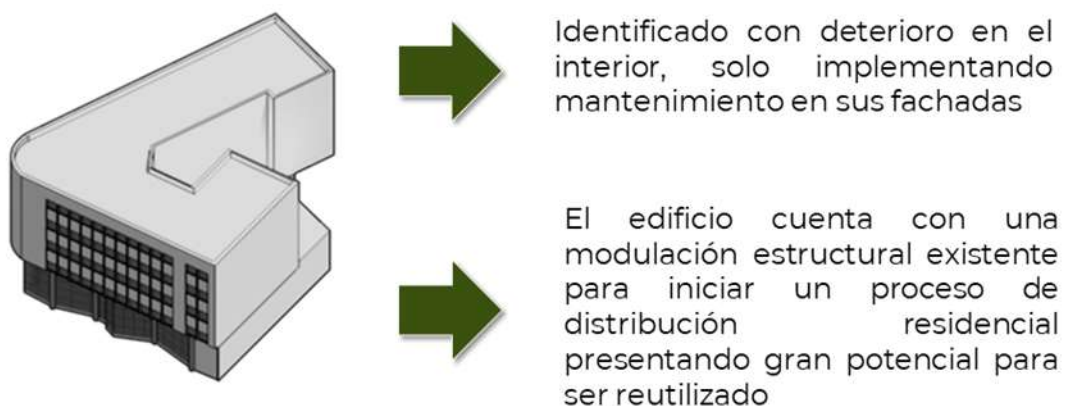 Identificado con deterioro en el
interior, solo implementando
mantenimiento en sus fachadas
El edificio cuenta con una
modulación estructural existente
para iniciar un proceso de
distribución residencial
presentando gran potencial para
ser reutilizado